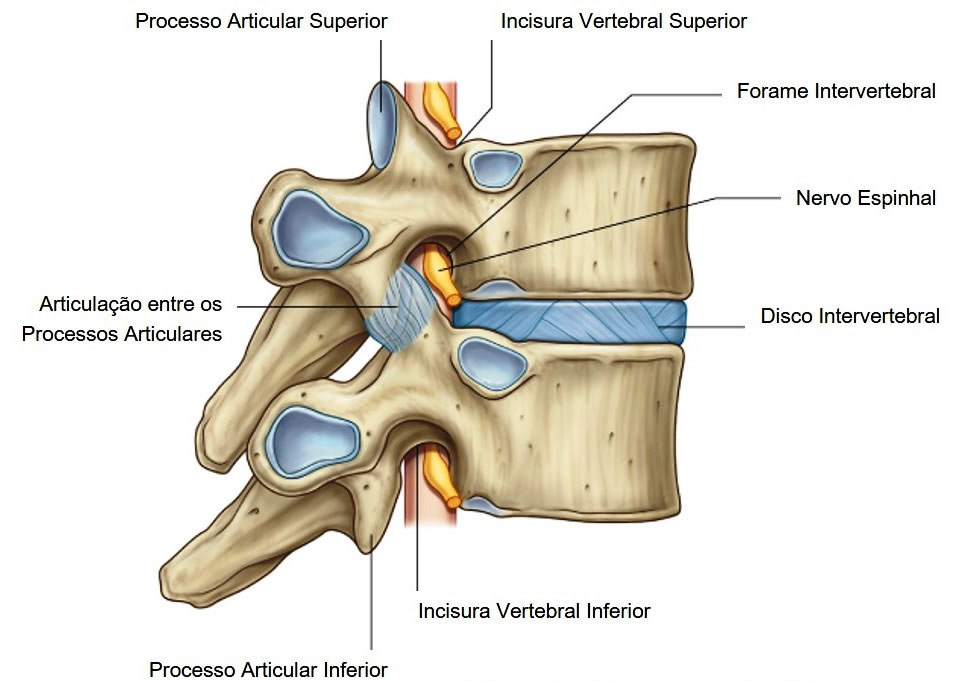 Processo Articular Superior
Incisura Vertebral Superior
Forame Intervertebral
Nervo Espinhal
Articulação entre os
Processos Articulares
Disco Intervertebral
Incisura Vertebral Inferior
Processo Articular Inferior